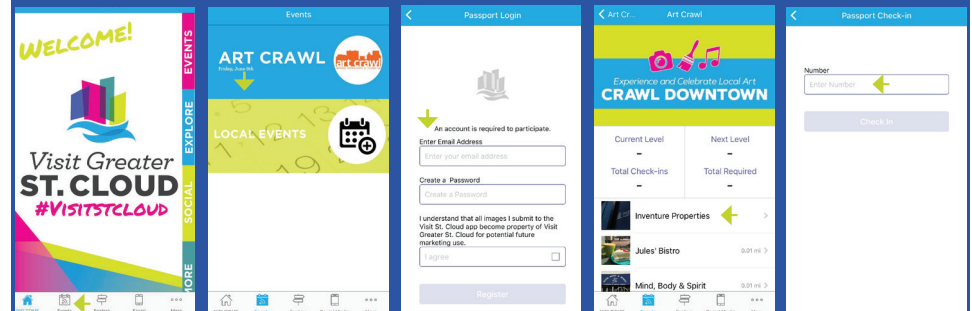 WELCOME!
Visit Greater
ST. CLOUD
#VISITSTCLOUD
EVENTS
EXPLORE
SOCIAL
MORE
Events
ART CRAWL
Friday, June 9th
art crawl
LOCAL EVENTS
Passport Login
An account is required to participate.
Enter Email Address
Enter your email address
Create a Password
Create a Password
I understand that all images I submit to the
Visit St. Cloud app become property of Visit
Greater St. Cloud for potential future
marketing use.
I agree
Register
Art Cr...
Art Crawl
Experience and Celebrate Local Art
CRAWL DOWNTOWN
Current Level
Next Level
-
-
Total Check-ins
Total Required
-
-
Inventure Properties
Jules' Bistro
0.01 mi
Mind, Body & Spirit
0.01 mi
Passport Check-in
Number
Enter Number
Check In